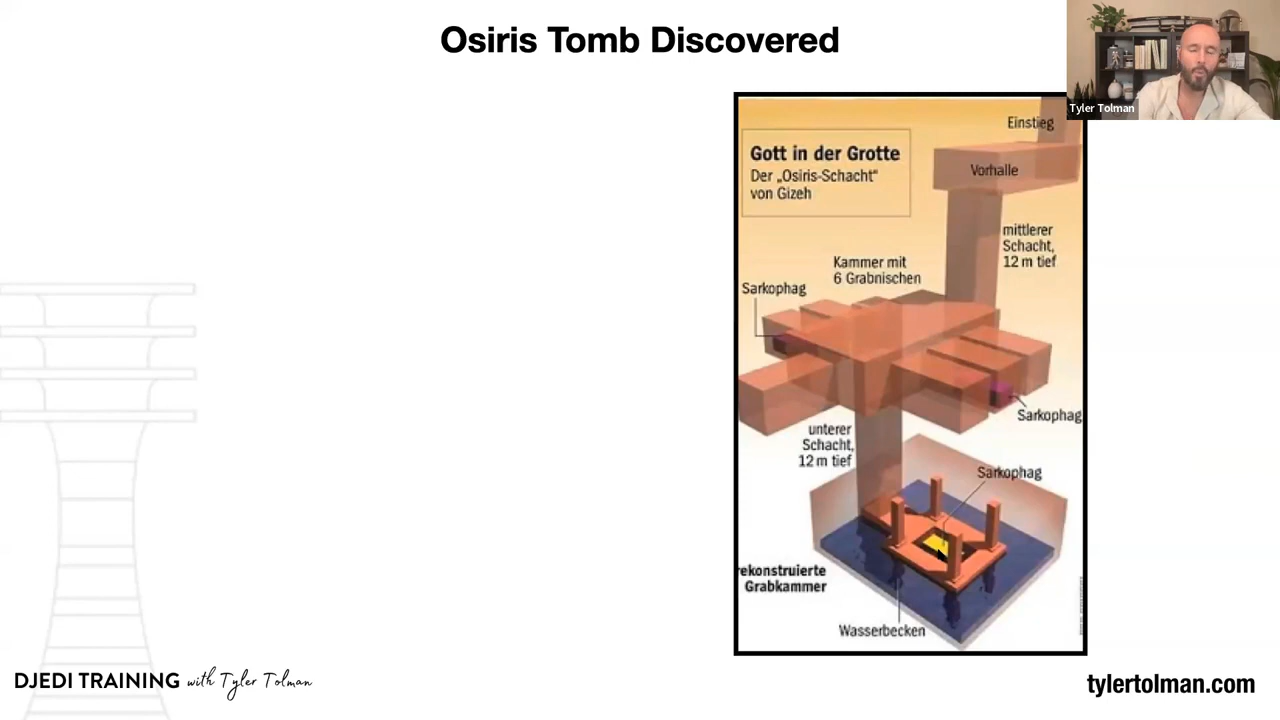 Osiris Tomb Discovered
Tyler Tolman
Einstieg
Gott in der Grotte
Der „Osiris-Schacht“
von Gizeh
Vorhalle
mittlerer
Schacht,
12 m tief
Kammer mit
6 Grabnischen
Sarkophag
Sarkophag
unterer
Schacht,
12 m tief
Sarkophag
rekonstruierte
Grabkammer
Wasserbecken
DJEDI TRAINING with Tyler Tolman
tylertolman.com